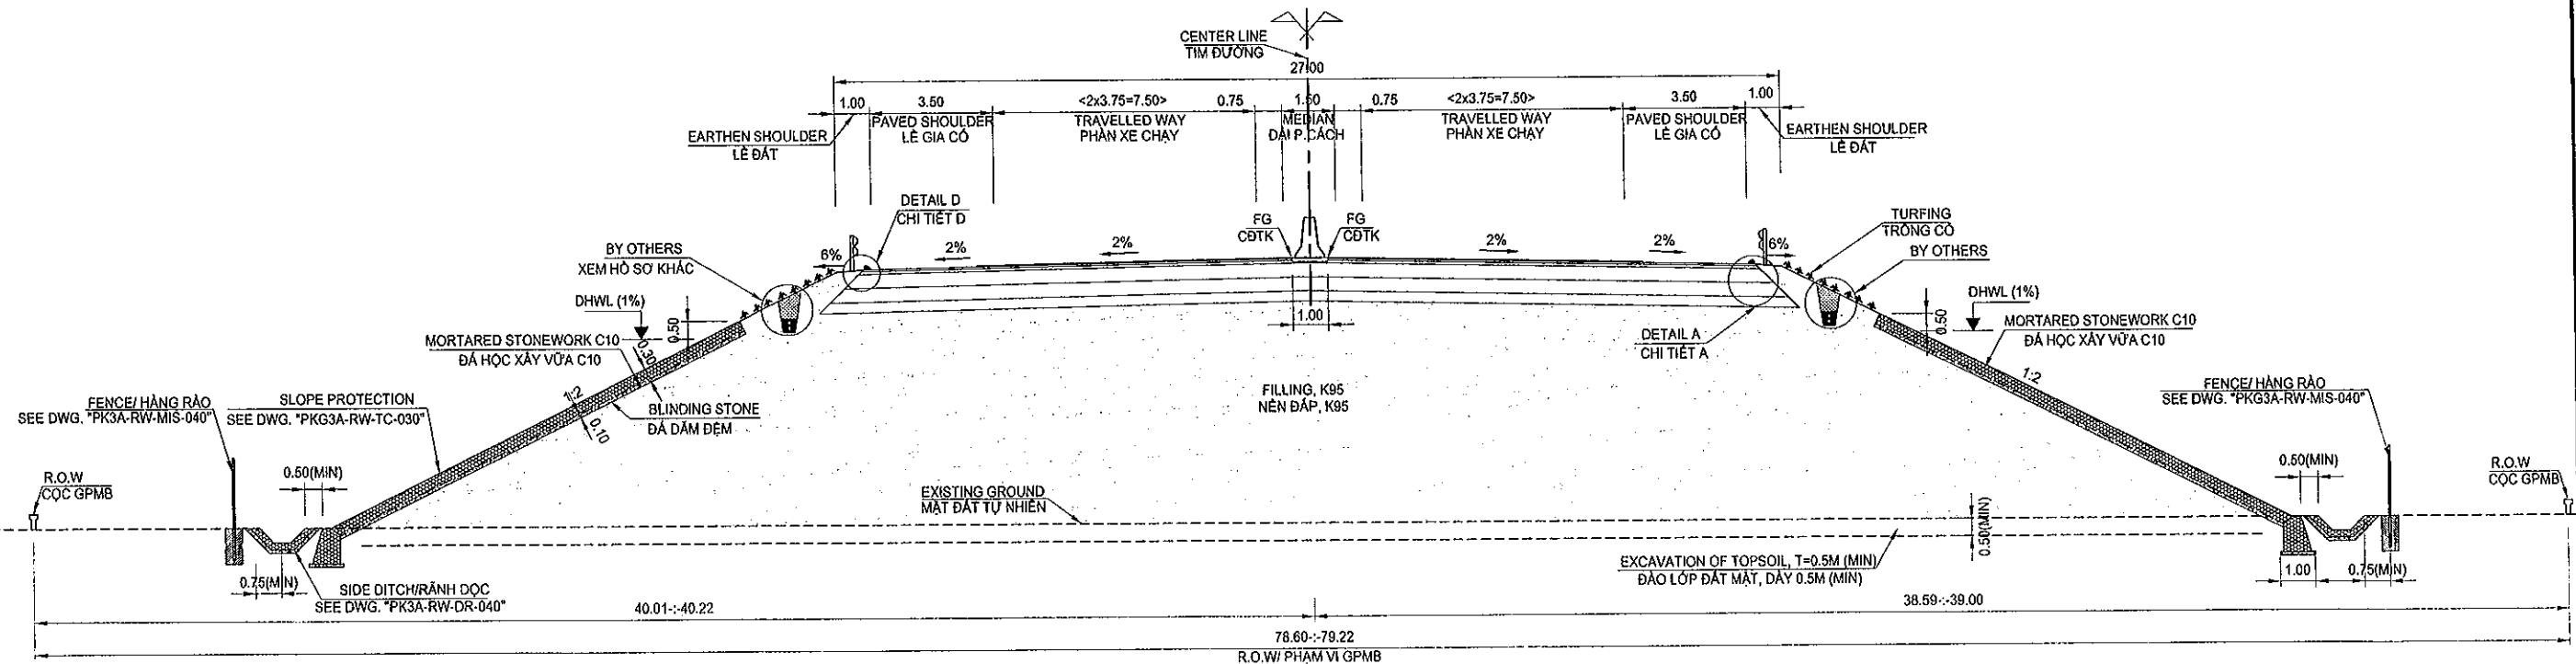 CENTER LINE
TIM ĐƯỜNG
27.00
1.00
3.50
<2x3.75=7.50>
0.75
1.50
0.75
<2x3.75=7.50>
3.50
1.00
EARTHEN SHOULDER
LỀ ĐẤT
PAVED SHOULDER
LỀ GIA CỐ
TRAVELLED WAY
PHẦN XE CHẠY
MEDIAN
DẢI P.CÁCH
TRAVELLED WAY
PHẦN XE CHẠY
PAVED SHOULDER
LỀ GIA CỐ
EARTHEN SHOULDER
LỀ ĐẤT
DETAIL D
CHI TIẾT D
FG
CĐTK
FG
CĐTK
TURFING
TRỒNG CỎ
BY OTHERS
XEM HỒ SƠ KHÁC
6%
2%
2%
2%
2%
6%
BY OTHERS
DHWL (1%)
0.50
MORTARED STONEWORK C10
ĐÁ HỌC XÂY VỮA C10
0.30
1.00
DETAIL A
CHI TIẾT A
DHWL (1%)
0.50
MORTARED STONEWORK C10
ĐÁ HỌC XÂY VỮA C10
FENCE/ HÀNG RÀO
SEE DWG. "PK3A-RW-MIS-040"
SLOPE PROTECTION
SEE DWG. "PKG3A-RW-TC-030"
1:2
0.10
BLINDING STONE
ĐÁ DĂM ĐỆM
FILLING, K95
NỀN ĐẮP, K95
1:2
FENCE/ HÀNG RÀO
SEE DWG. "PKG3A-RW-MIS-040"
R.O.W
CỌC GPMB
0.50(MIN)
EXISTING GROUND
MẶT ĐẤT TỰ NHIÊN
0.50(MIN)
0.50(MIN)
R.O.W
CỌC GPMB
0.75(MIN)
SIDE DITCH/RÃNH DỌC
SEE DWG. "PK3A-RW-DR-040"
EXCAVATION OF TOPSOIL, T=0.5M (MIN)
ĐÀO LỚP ĐẤT MẶT, DÀY 0.5M (MIN)
1.00
0.75(MIN)
40.01-:-40.22
38.59-:-39.00
78.60-:-79.22
R.O.W/ PHẠM VI GPMB